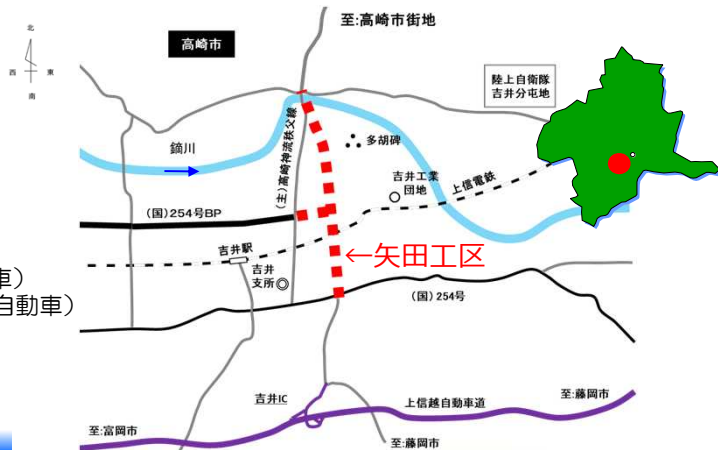 北
西 東
南
高崎市
至:高崎市街地
陸上自衛隊
吉井分屯地
鏑川
(主)高崎神流秩父線
多胡碑
吉井工業
団地
上信電鉄
(国)254号BP
吉井駅
吉井
支所
←矢田工区
車)
自動車)
(国)254号
吉井IC
上信越自動車道
至:藤岡市
至:富岡市
至:藤岡市